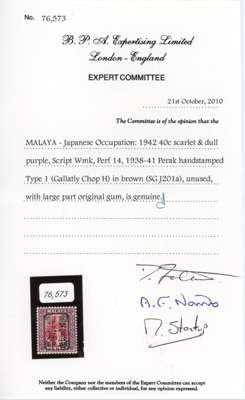 No. 76,573
B. P. A. Expertising Limited
London - England
EXPERT COMMITTEE
21st October, 2010
The Committee is of the opinion that the
MALAYA - Japanese Occupation: 1942 40c scarlet & dull
purple, Script Wmk, Perf 14, 1938-41 Perak handstamped
Type 1 (Gallatly Chop H) in brown (SG J201a), unused,
with large part original gum, is genuine.
76,573
MALAYA
Neither the Company nor the members of the Expert Committee can accept
any liability, either collective or individual, for any opinion expressed.